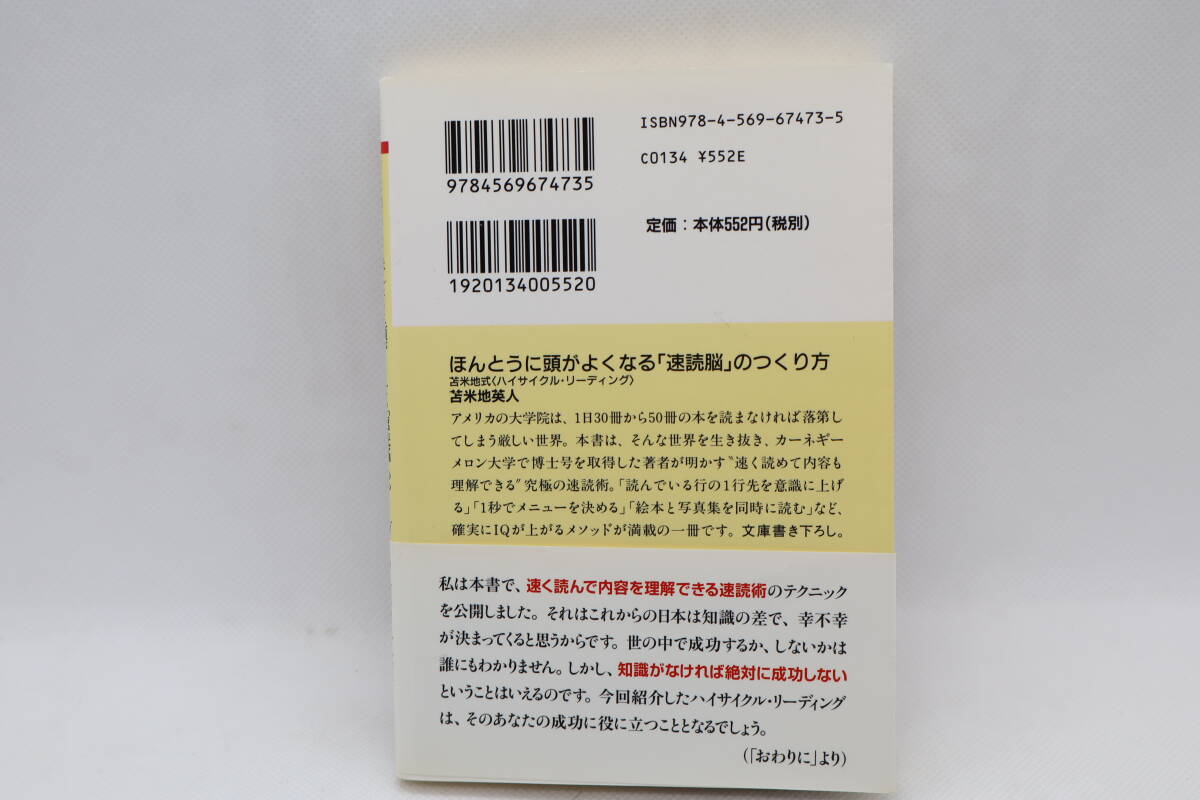 ISBN978-4-569-67473-5
C0134 ¥552E
9784569674735
定価：本体552円（税別）
1920134005520
ほんとうに頭がよくなる「速読脳」のつくり方
苫米地式〈ハイサイクル・リーディング〉
苫米地英人
アメリカの大学院は、1日30冊から50冊の本を読まなければ落第し
てしまう厳しい世界。本書は、そんな世界を生き抜き、カーネギー
メロン大学で博士号を取得した著者が明かす〝速く読めて内容も
理解できる〟究極の速読術。「読んでいる行の1行先を意識に上げ
る」「1秒でメニューを決める」「絵本と写真集を同時に読む」など、
確実にIQが上がるメソッドが満載の一冊です。文庫書き下ろし。
私は本書で、速く読んで内容を理解できる速読術のテクニック
を公開しました。それはこれからの日本は知識の差で、幸不幸
が決まってくると思うからです。世の中で成功するか、しないかは
誰にもわかりません。しかし、知識がなければ絶対に成功しない
ということはいえるのです。今回紹介したハイサイクル・リーディング
は、そのあなたの成功に役に立つこととなるでしょう。
（「おわりに」より）